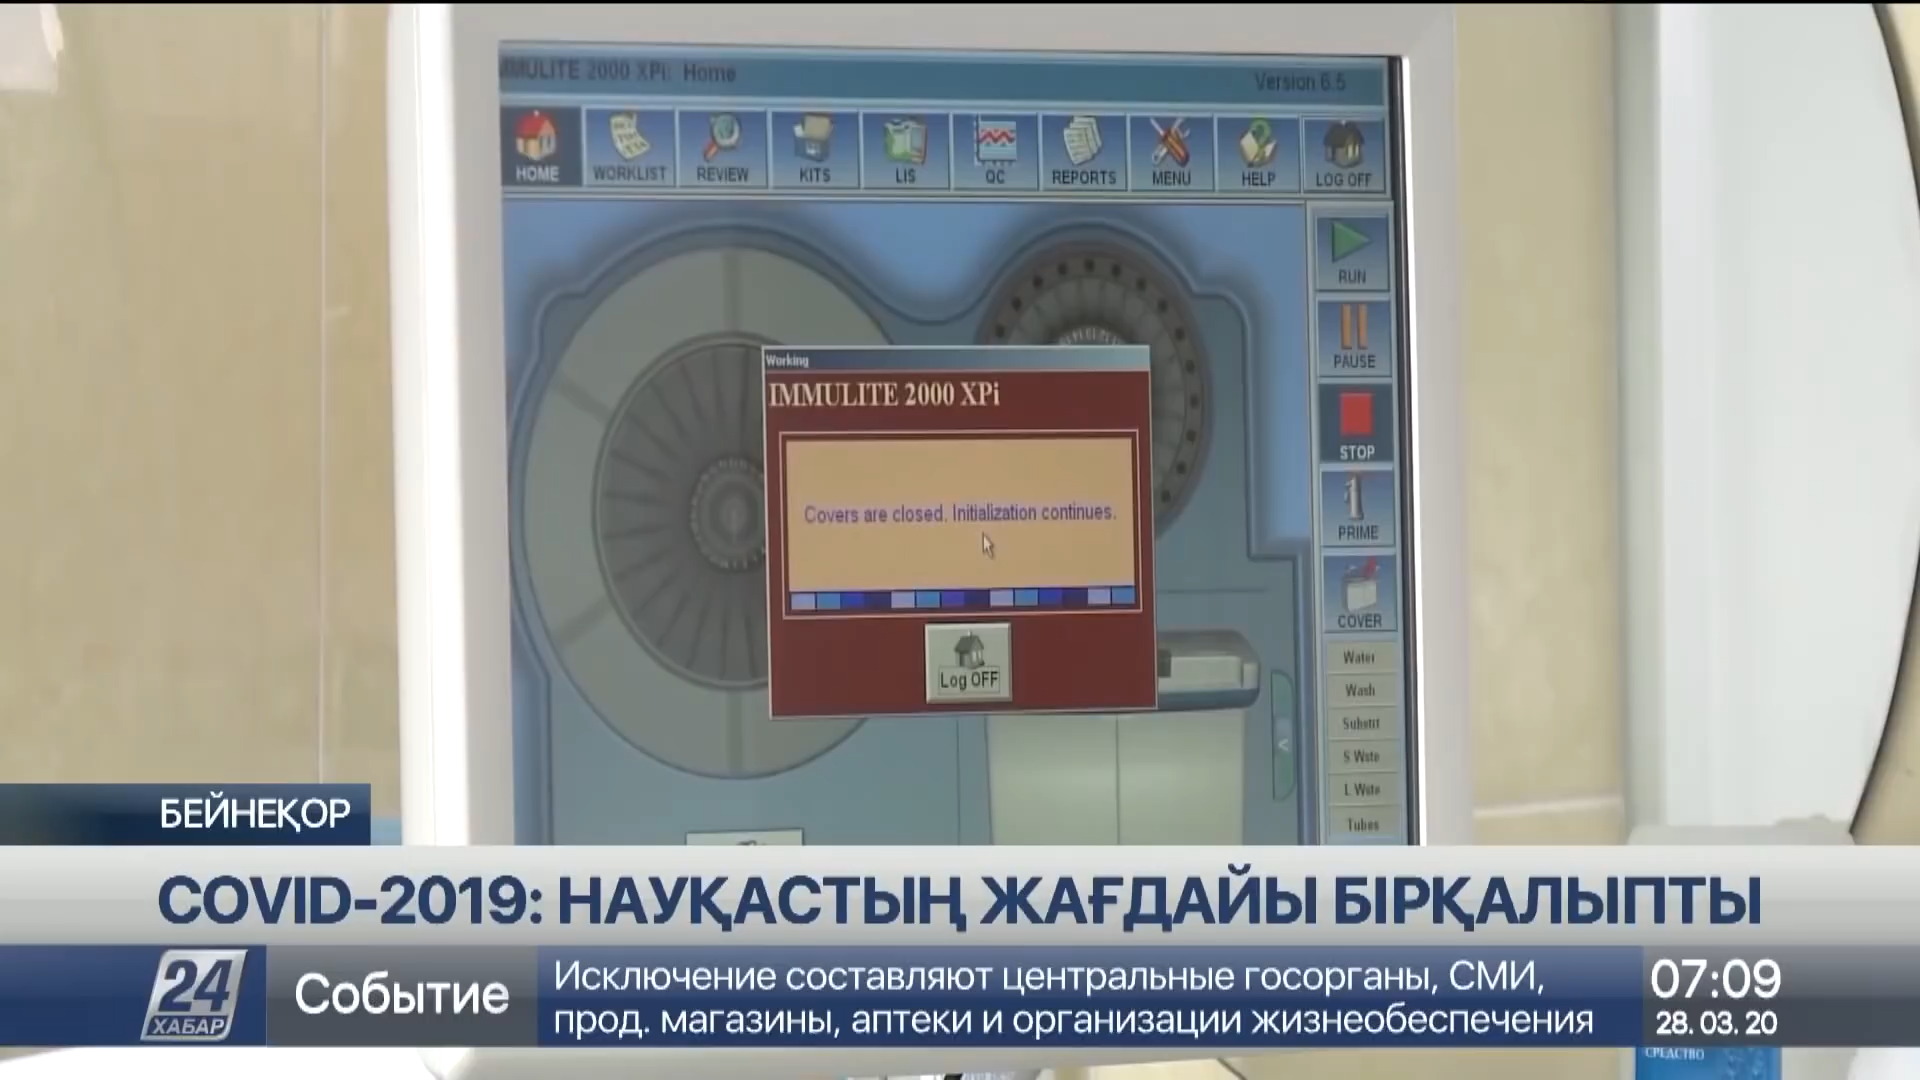 IMMULITE 2000 XPi: Home
Version 6.5
HOME
WORKLIST
REVIEW
KITS
LIS
QC
REPORTS
MENU
HELP
LOG OFF
RUN
PAUSE
STOP
PRIME
COVER
Water
Wash
Substrt
S Wste
L Wste
Tubes
Working
IMMULITE 2000 XPi
Covers are closed. Initialization continues.
Log OFF
БЕЙНЕҚОР
COVID-2019: НАУҚАСТЫҢ ЖАҒДАЙЫ БІРҚАЛЫПТЫ
24
ХАБАР
Событие
Исключение составляют центральные госорганы, СМИ,
прод. магазины, аптеки и организации жизнеобеспечения
07:09
28. 03. 20
СРЕДСТВО